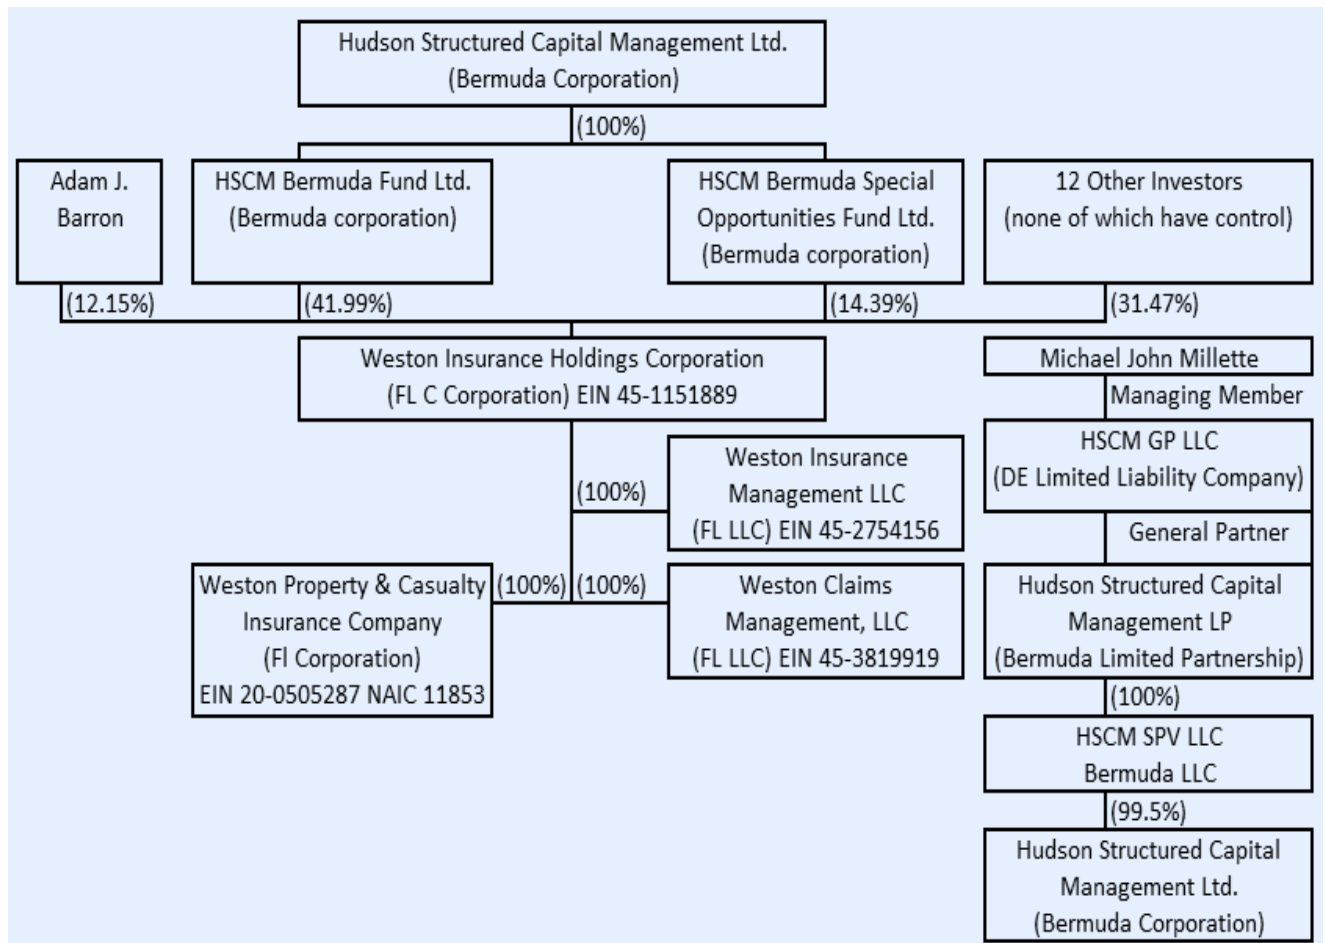 Hudson Structured Capital Management Ltd.
(Bermuda Corporation)
(100%)
Adam J.
Barron
HSCM Bermuda Fund Ltd.
(Bermuda corporation)
HSCM Bermuda Special
Opportunities Fund Ltd.
(Bermuda corporation)
12 Other Investors
(none of which have control)
(12.15%)
(41.99%)
(14.39%)
(31.47%)
Weston Insurance Holdings Corporation
(FL C Corporation) EIN 45-1151889
Weston Insurance
Management LLC
(FL LLC) EIN 45-2754156
(100%)
Weston Property & Casualty
Insurance Company
(Fl Corporation)
EIN 20-0505287 NAIC 11853
(100%)
(100%)
Weston Claims
Management, LLC
(FL LLC) EIN 45-3819919
Michael John Millette
Managing Member
HSCM GP LLC
(DE Limited Liability Company)
General Partner
Hudson Structured Capital
Management LP
(Bermuda Limited Partnership)
(100%)
HSCM SPV LLC
Bermuda LLC
(99.5%)
Hudson Structured Capital
Management Ltd.
(Bermuda Corporation)